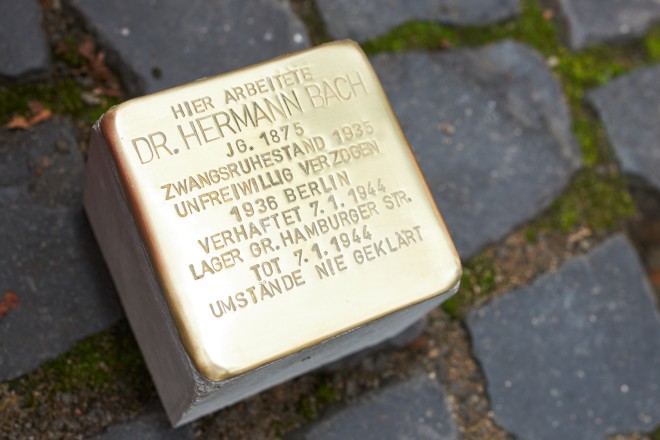 HIER ARBEITETE
DR. HERMANN BACH
JG. 1875
ZWANGSRUHESTAND 1935
UNFREIWILLIG VERZOGEN
1936 BERLIN
VERHAFTET 7.1.1944
LAGER GR. HAMBURGER STR.
TOT 7.1.1944
UMSTÄNDE NIE GEKLÄRT